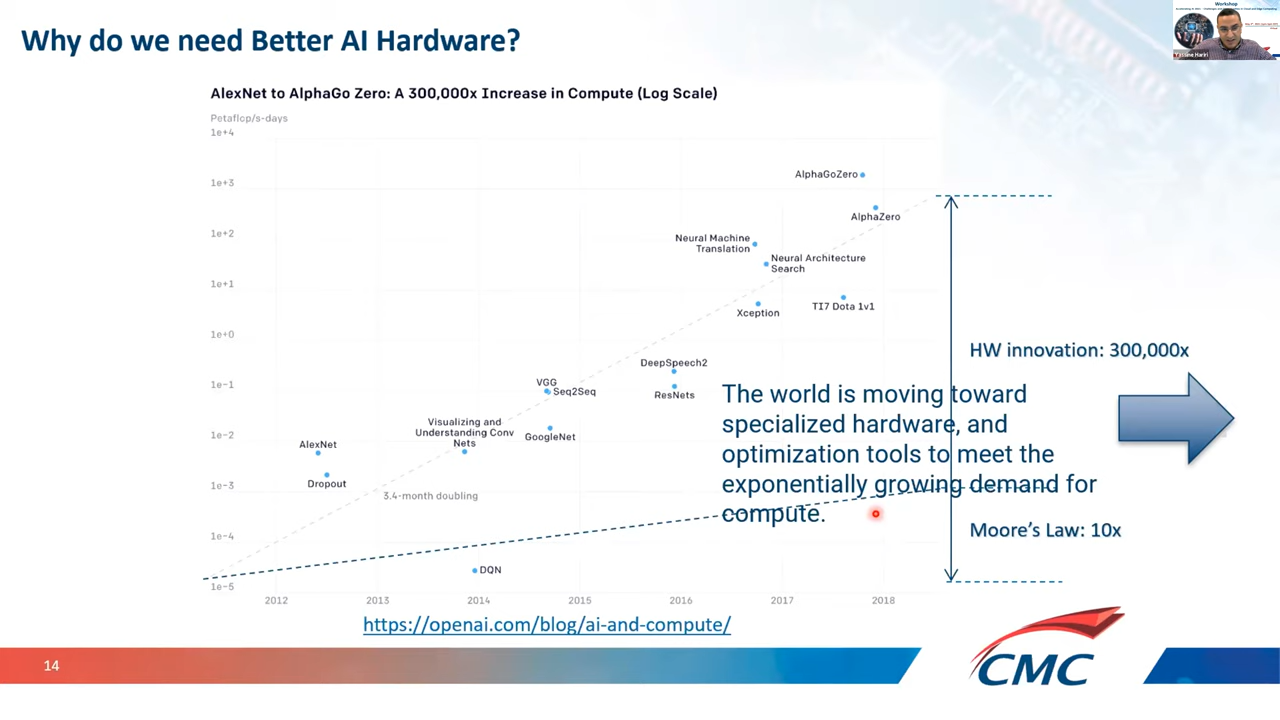 Why do we need Better AI Hardware?
Workshop
Yassine Hariri
AlexNet to AlphaGo Zero: A 300,000x Increase in Compute (Log Scale)
Petaflop/s-days
1e+4
1e+3
1e+2
1e+1
1e+0
1e-1
1e-2
1e-3
1e-4
1e-5
AlphaGoZero
AlphaZero
Neural Machine
Translation
Neural Architecture
Search
Xception
TI7 Dota 1v1
DeepSpeech2
ResNets
VGG
Seq2Seq
GoogleNet
Visualizing and
Understanding Conv
Nets
AlexNet
Dropout
3.4-month doubling
DQN
2012 2013 2014 2015 2016 2017 2018
HW innovation: 300,000x
The world is moving toward
specialized hardware, and
optimization tools to meet the
exponentially growing demand for
compute.
Moore's Law: 10x
https://openai.com/blog/ai-and-compute/
14
CMC